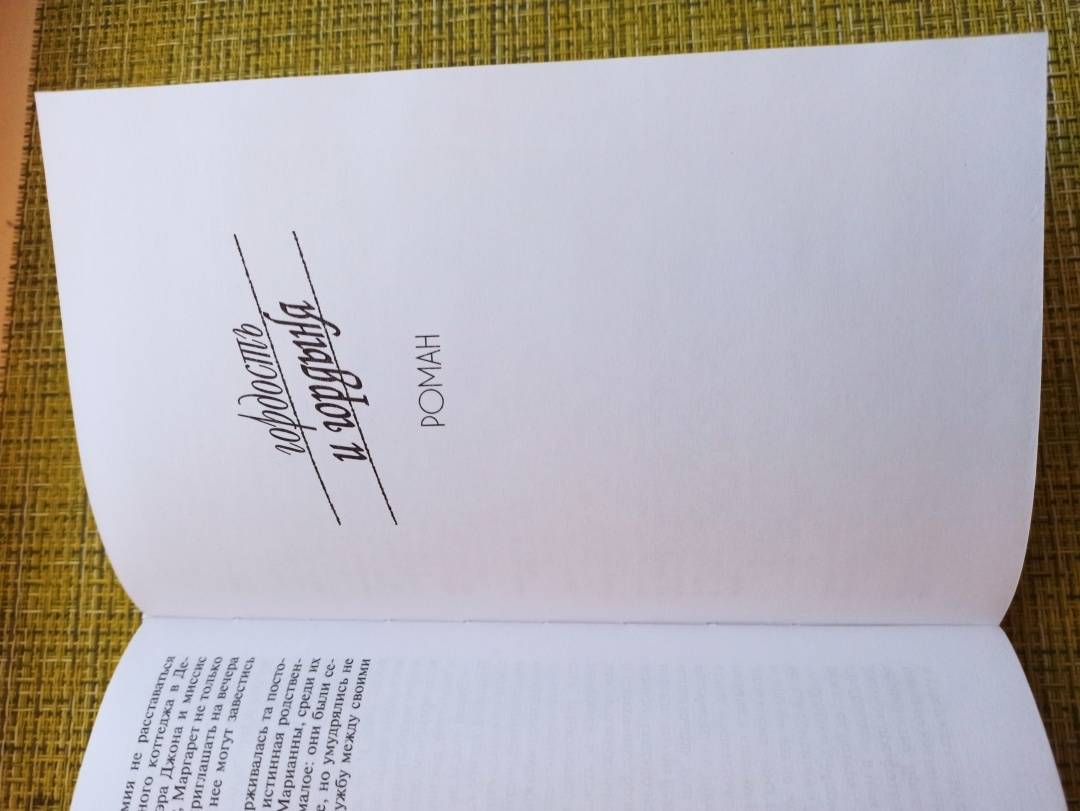 мия не расставаться
ного коттеджа в Де-
эра Джона и миссис
, Маргарет не только
риглашать на вечера
нее могут завестись
рживалась та посто-
истинная родствен-
Марианны, среди их
малое: они были се-
е, но умудрялись не
ужбу между своими
гордость
и гордыня
РОМАН